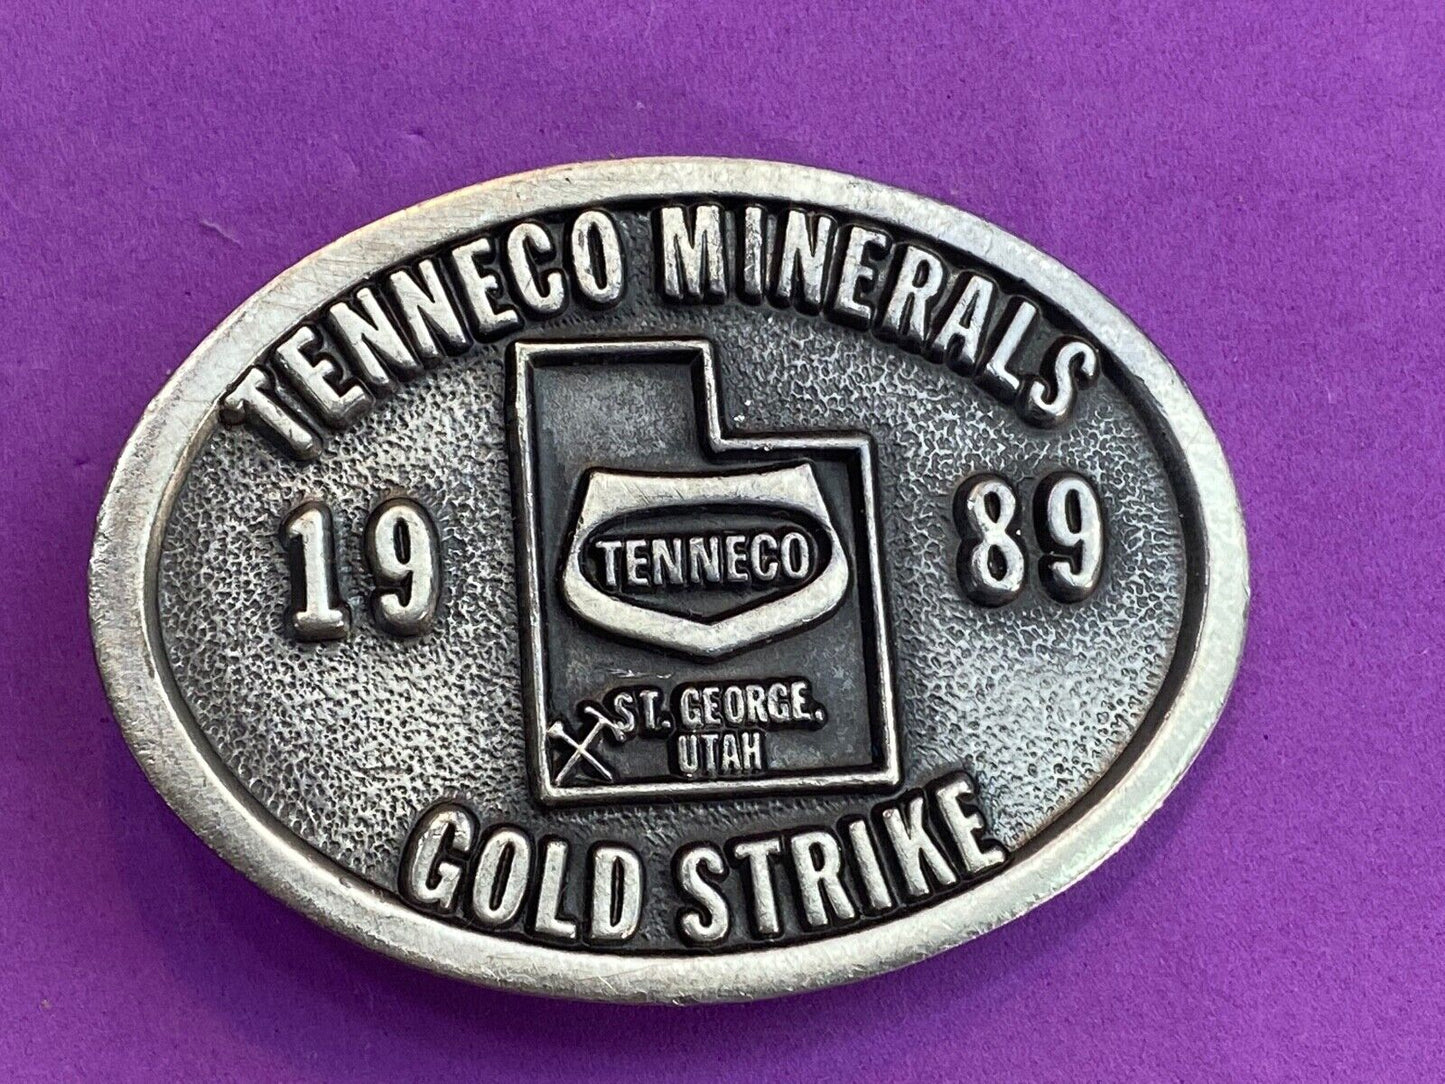 TENNECO MINERALS
19 89
TENNECO
ST. GEORGE,
UTAH
GOLD STRIKE